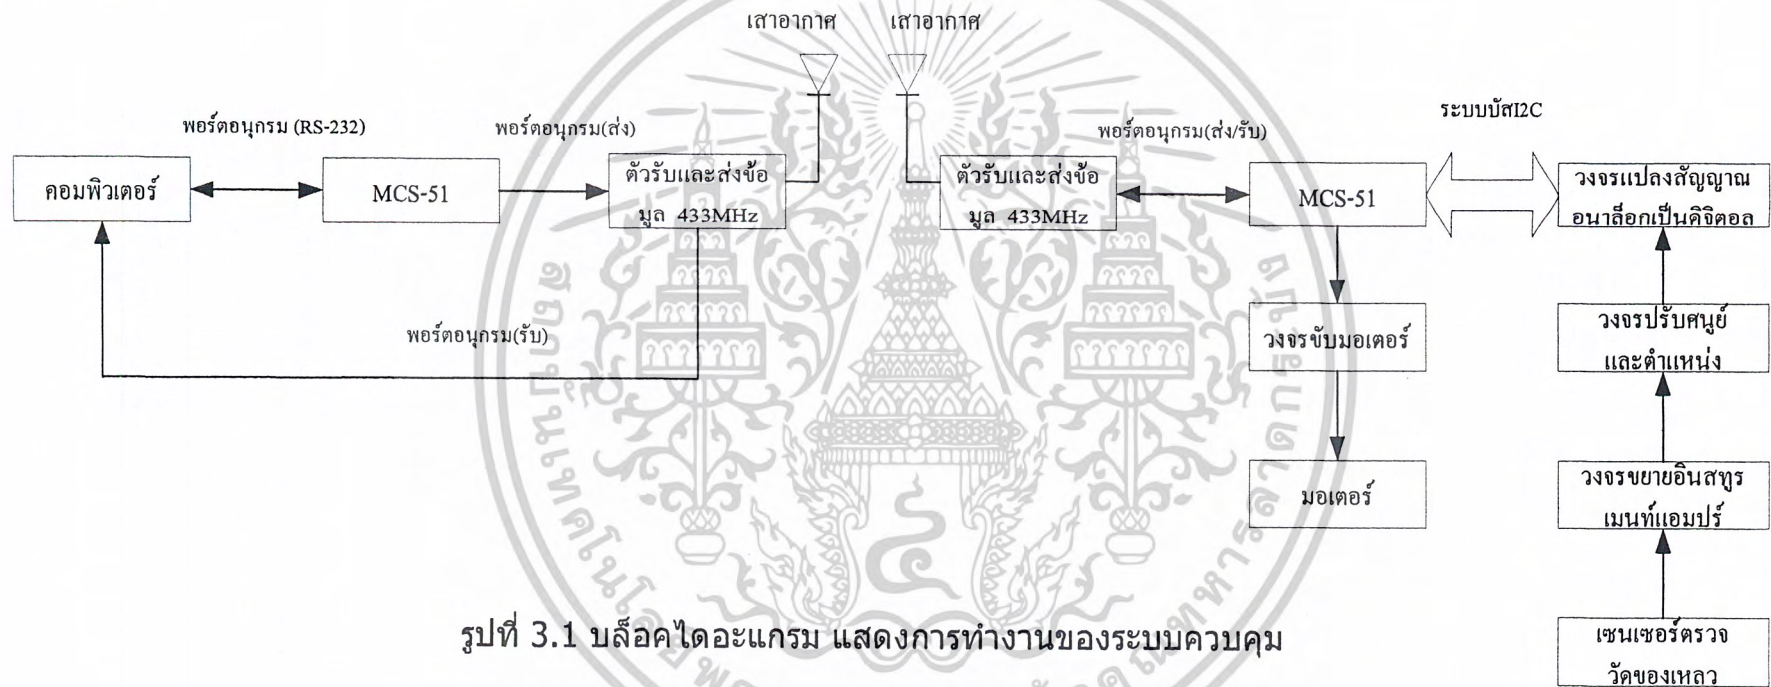 เสาอากาศ
เสาอากาศ
พอร์ตอนุกรม (RS-232)
พอร์ตอนุกรม(ส่ง)
พอร์ตอนุกรม(ส่ง/รับ)
ระบบบัสI2C
คอมพิวเตอร์
MCS-51
ตัวรับและส่งข้อ
มูล 433MHz
ตัวรับและส่งข้อ
มูล 433MHz
MCS-51
วงจรแปลงสัญญาณ
อนาล็อกเป็นดิจิตอล
พอร์ตอนุกรม(รับ)
วงจรขับมอเตอร์
วงจรปรับศูนย์
และตำแหน่ง
มอเตอร์
วงจรขยายอินสทูร
เมนท์แอมปร์
เซนเซอร์ตรวจ
วัดของเหลว
รูปที่ 3.1 บล็อคไดอะแกรม แสดงการทำงานของระบบควบคุม